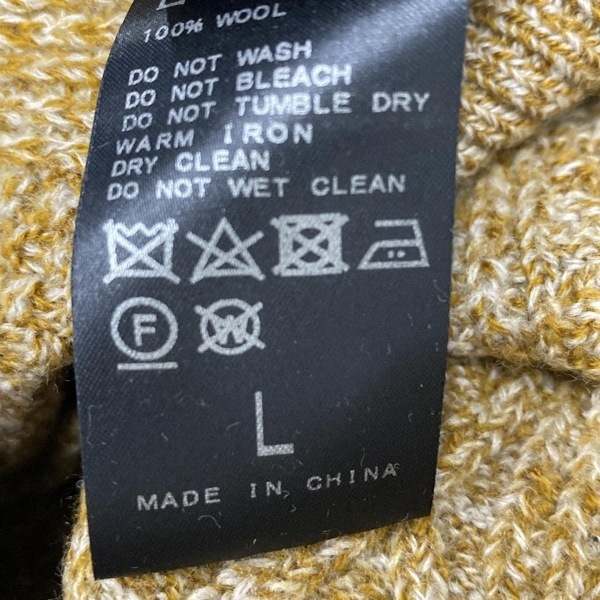 100% WOOL
DO NOT WASH
DO NOT BLEACH
DO NOT TUMBLE DRY
WARM IRON
DRY CLEAN
DO NOT WET CLEAN
F W
L
MADE IN CHINA